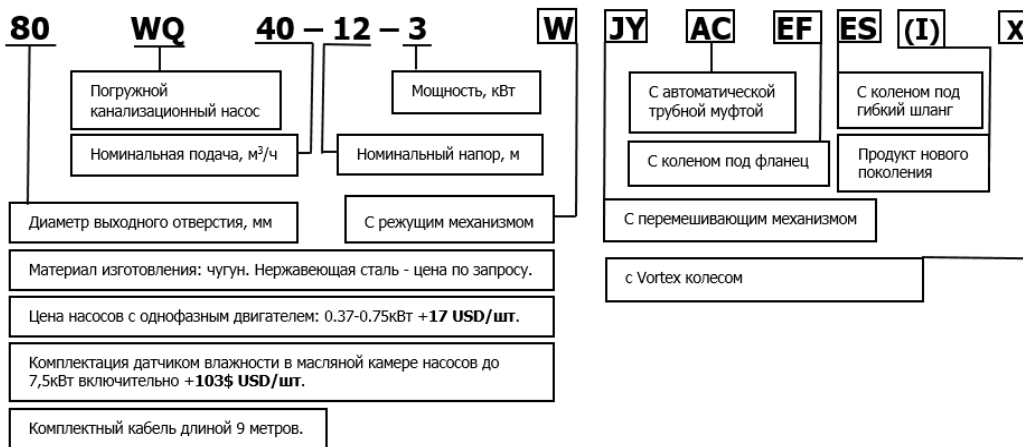 80 WQ 40 – 12 – 3 W JY AC EF ES (I) X
Погружной
канализационный насос
Мощность, кВт
С автоматической
трубной муфтой
С коленом под
гибкий шланг
Номинальная подача, м³/ч
Номинальный напор, м
С коленом под фланец
Продукт нового
поколения
Диаметр выходного отверстия, мм
С режущим механизмом
С перемешивающим механизмом
Материал изготовления: чугун. Нержавеющая сталь - цена по запросу.
с Vortex колесом
Цена насосов с однофазным двигателем: 0.37-0.75кВт +17 USD/шт.
Комплектация датчиком влажности в масляной камере насосов до
7,5кВт включительно +103$ USD/шт.
Комплектный кабель длиной 9 метров.